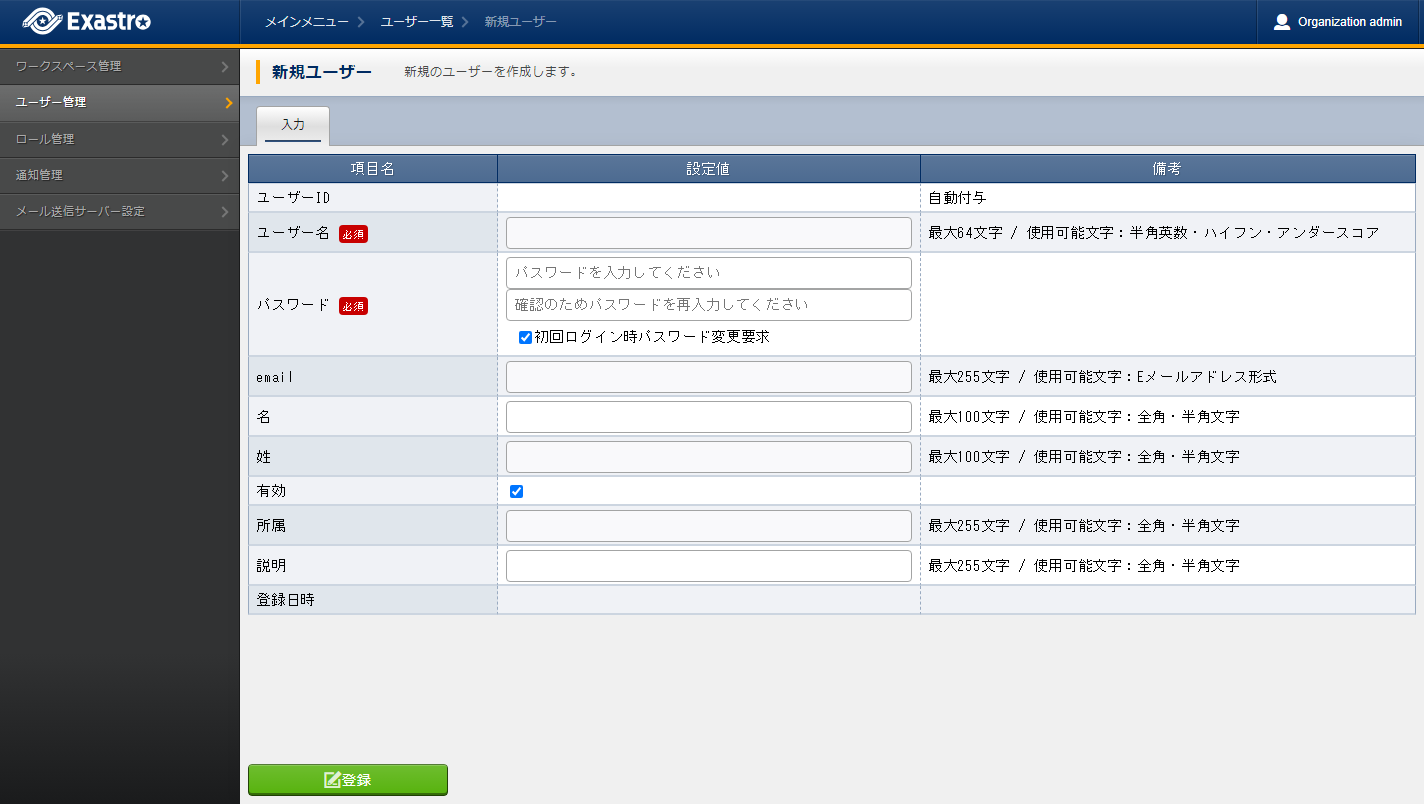 Exastro
メインメニュー ユーザー一覧 新規ユーザー
Organization admin
ワークスペース管理
ユーザー管理
ロール管理
通知管理
メール送信サーバー設定
新規ユーザー 新規のユーザーを作成します。
入力
項目名 設定値 備考
ユーザーID 自動付与
ユーザー名 必須 最大64文字 / 使用可能文字：半角英数・ハイフン・アンダースコア
パスワード 必須
パスワードを入力してください
確認のためパスワードを再入力してください
初回ログイン時パスワード変更要求
email 最大255文字 / 使用可能文字：Eメールアドレス形式
名 最大100文字 / 使用可能文字：全角・半角文字
姓 最大100文字 / 使用可能文字：全角・半角文字
有効
所属 最大255文字 / 使用可能文字：全角・半角文字
説明 最大255文字 / 使用可能文字：全角・半角文字
登録日時
登録